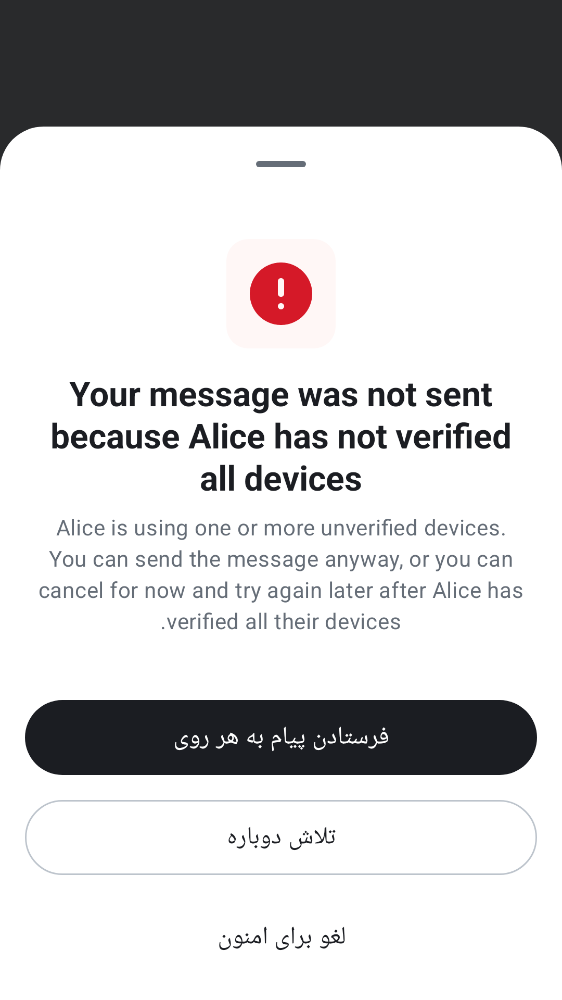 Your message was not sent
because Alice has not verified
all devices
Alice is using one or more unverified devices.
You can send the message anyway, or you can
cancel for now and try again later after Alice has
.verified all their devices
فرستادن پیام به هر روی
تلاش دوباره
لغو برای امنون